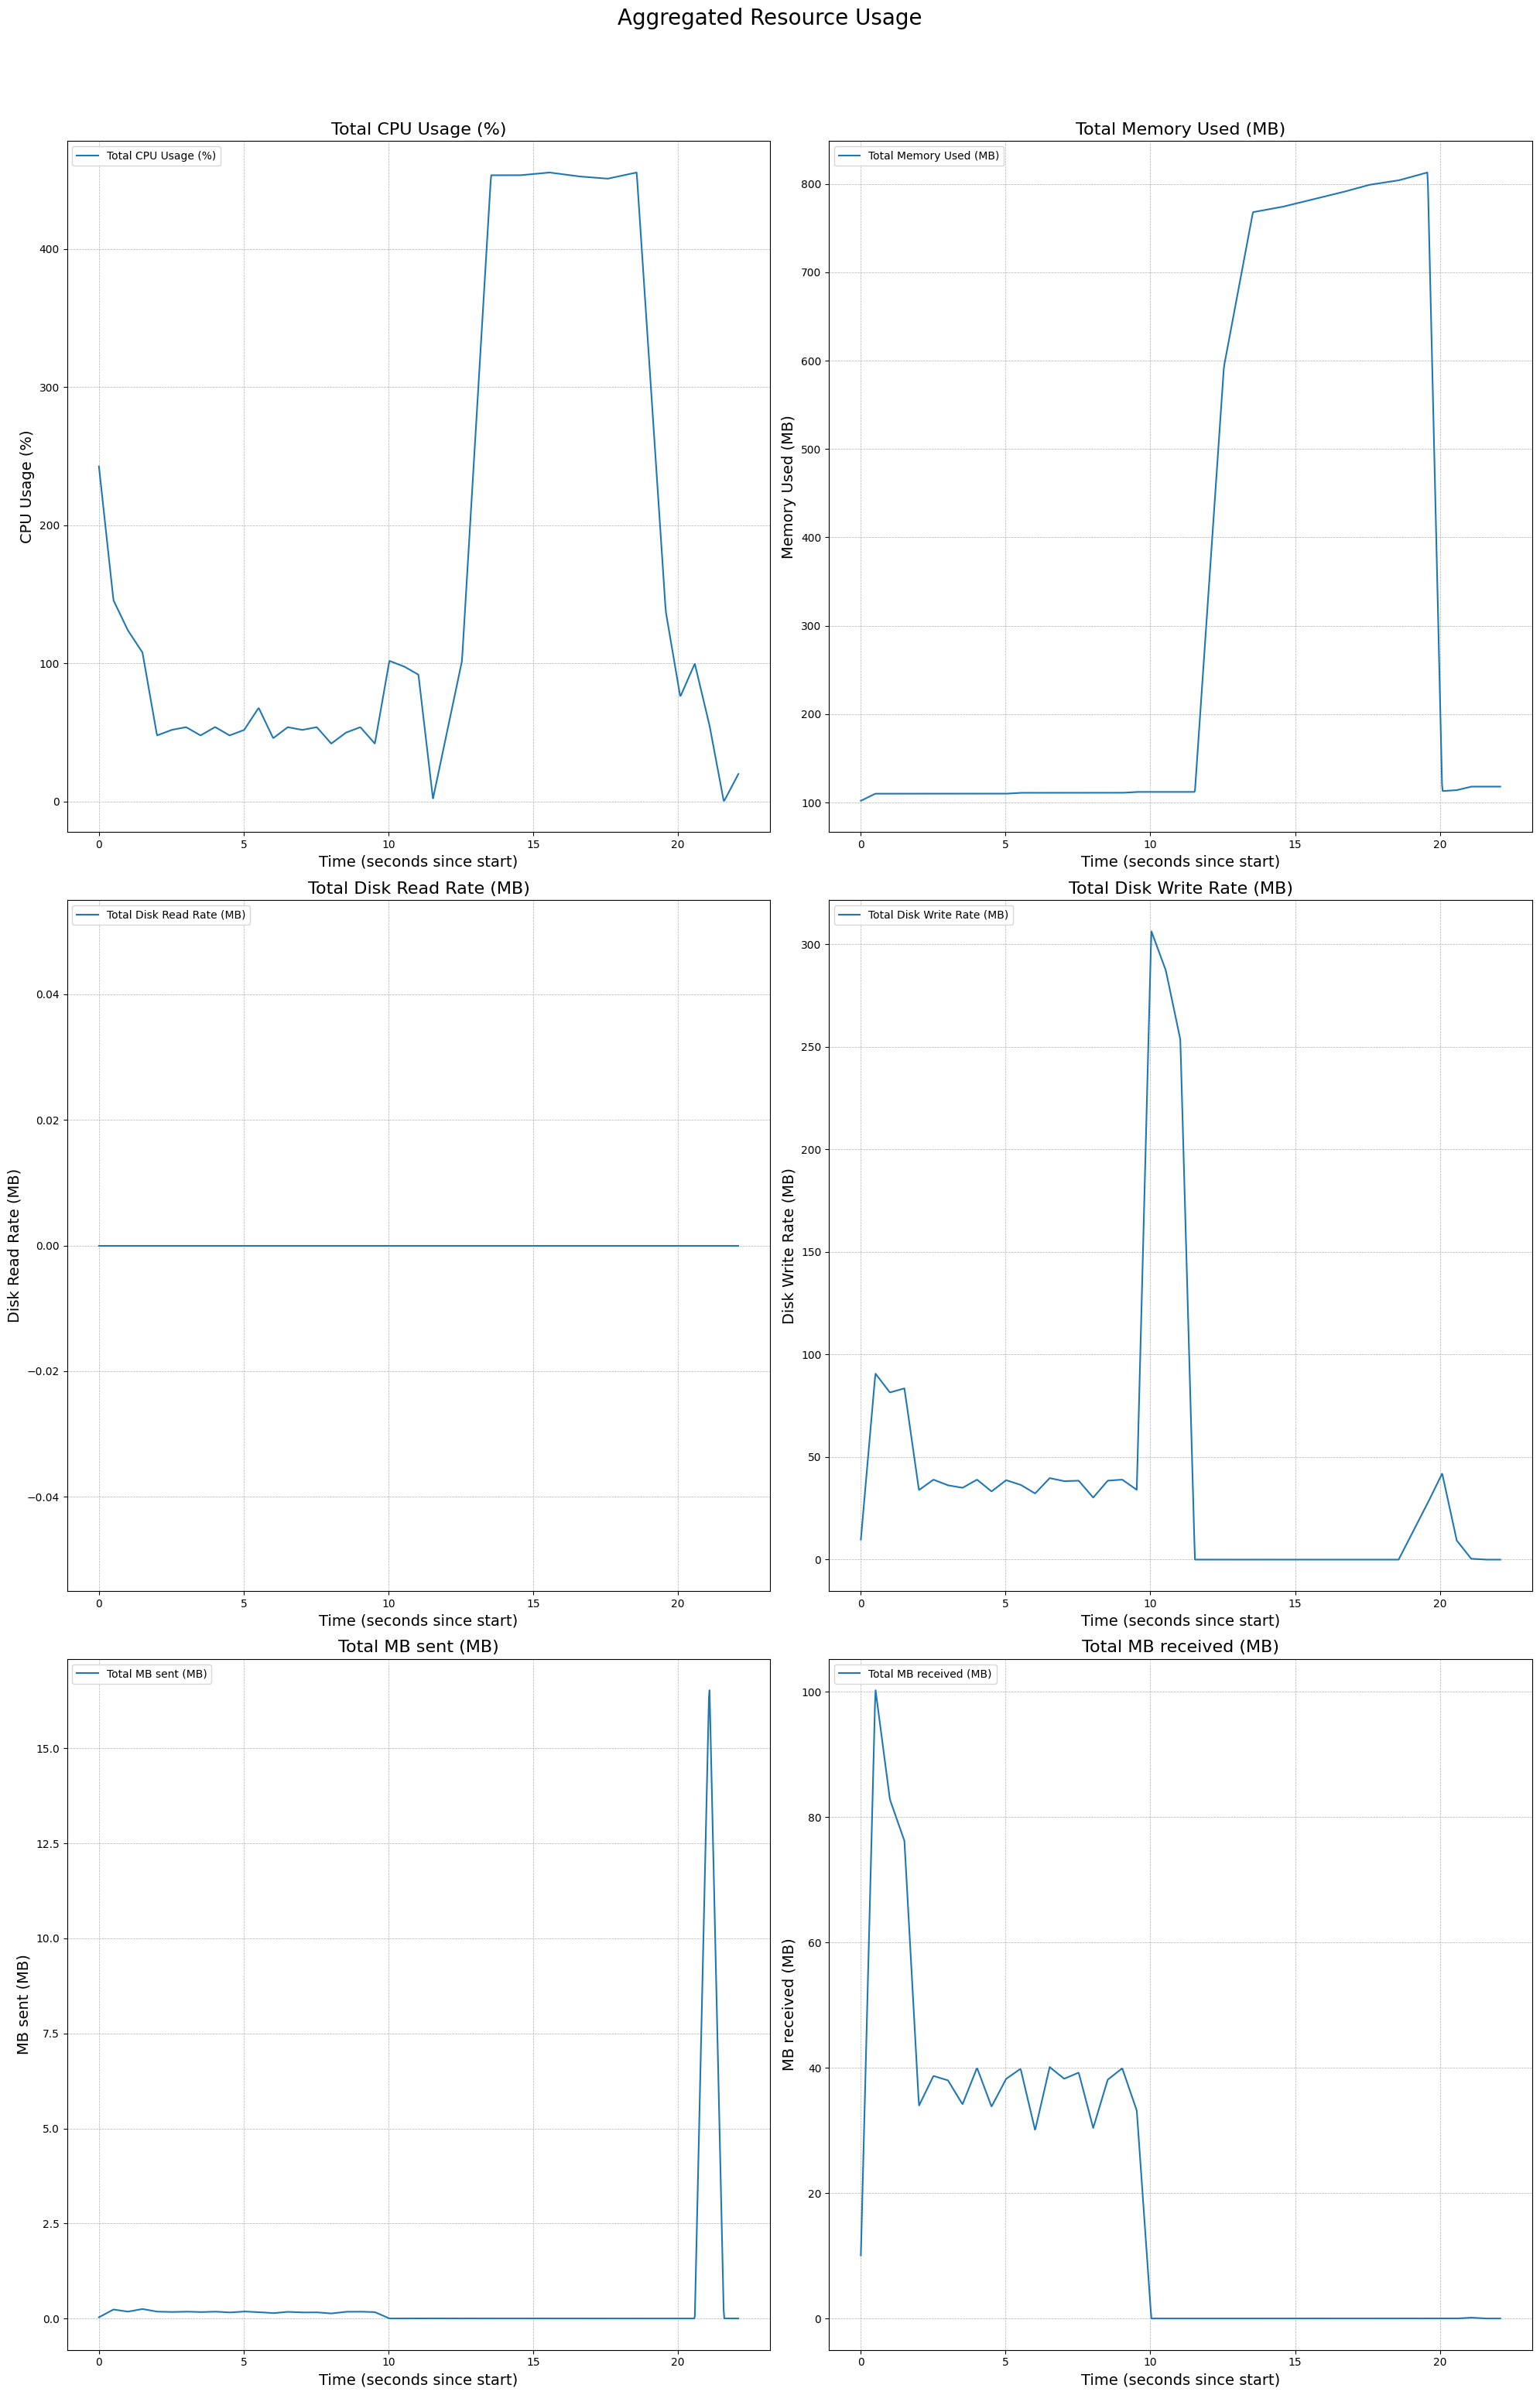 Aggregated Resource Usage
Total CPU Usage (%)
Total CPU Usage (%)
CPU Usage (%)
400
300
200
100
0
0 5 10 15 20
Time (seconds since start)
Total Memory Used (MB)
Total Memory Used (MB)
Memory Used (MB)
800
700
600
500
400
300
200
100
0 5 10 15 20
Time (seconds since start)
Total Disk Read Rate (MB)
Total Disk Read Rate (MB)
Disk Read Rate (MB)
0.04
0.02
0.00
−0.02
−0.04
0 5 10 15 20
Time (seconds since start)
Total Disk Write Rate (MB)
Total Disk Write Rate (MB)
Disk Write Rate (MB)
300
250
200
150
100
50
0
0 5 10 15 20
Time (seconds since start)
Total MB sent (MB)
Total MB sent (MB)
MB sent (MB)
15.0
12.5
10.0
7.5
5.0
2.5
0.0
0 5 10 15 20
Time (seconds since start)
Total MB received (MB)
Total MB received (MB)
MB received (MB)
100
80
60
40
20
0
0 5 10 15 20
Time (seconds since start)